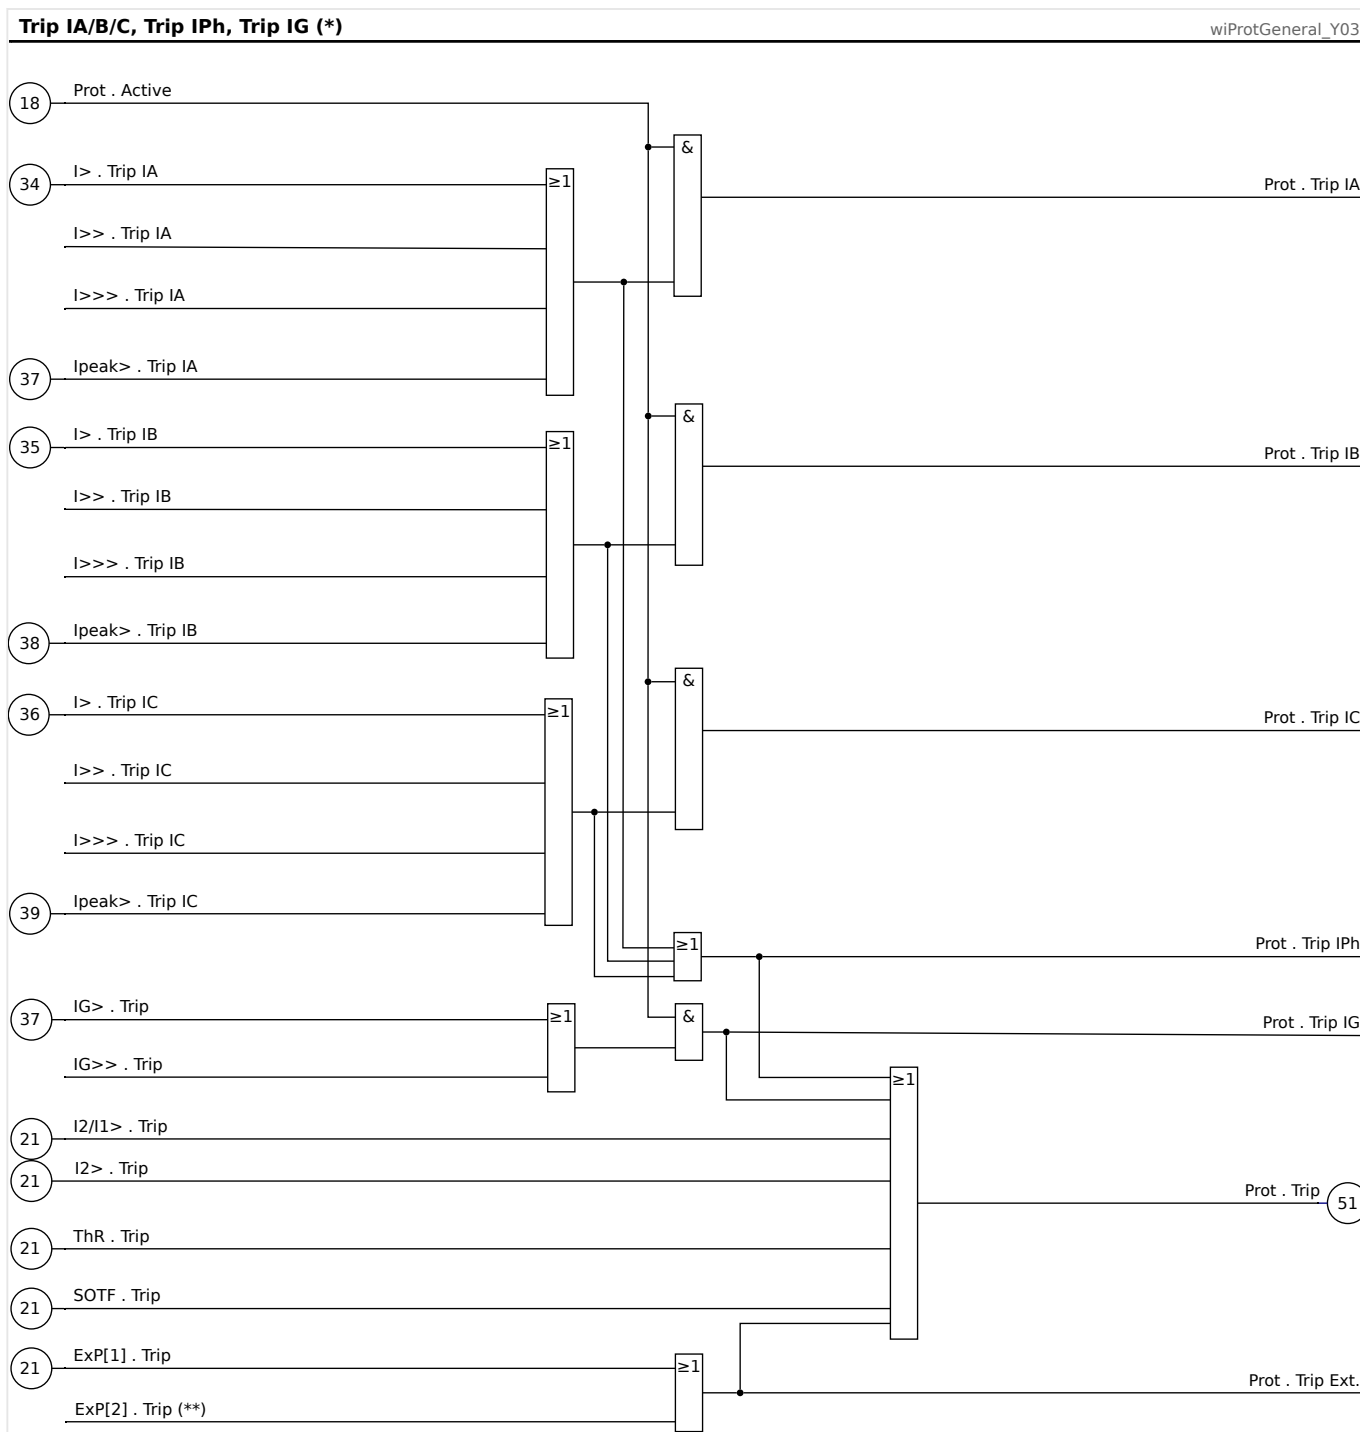 Trip IA/B/C, Trip IPh, Trip IG (*)
wiProtGeneral_Y03
18
Prot . Active
&
34
I> . Trip IA
≥1
Prot . Trip IA
I>> . Trip IA
I>>> . Trip IA
37
Ipeak> . Trip IA
&
35
I> . Trip IB
≥1
Prot . Trip IB
I>> . Trip IB
I>>> . Trip IB
38
Ipeak> . Trip IB
&
36
I> . Trip IC
≥1
Prot . Trip IC
I>> . Trip IC
I>>> . Trip IC
39
Ipeak> . Trip IC
≥1
Prot . Trip IPh
37
IG> . Trip
≥1
&
Prot . Trip IG
IG>> . Trip
≥1
21
I2/I1> . Trip
21
I2> . Trip
Prot . Trip
51
21
ThR . Trip
21
SOTF . Trip
21
ExP[1] . Trip
≥1
Prot . Trip Ext.
ExP[2] . Trip (**)